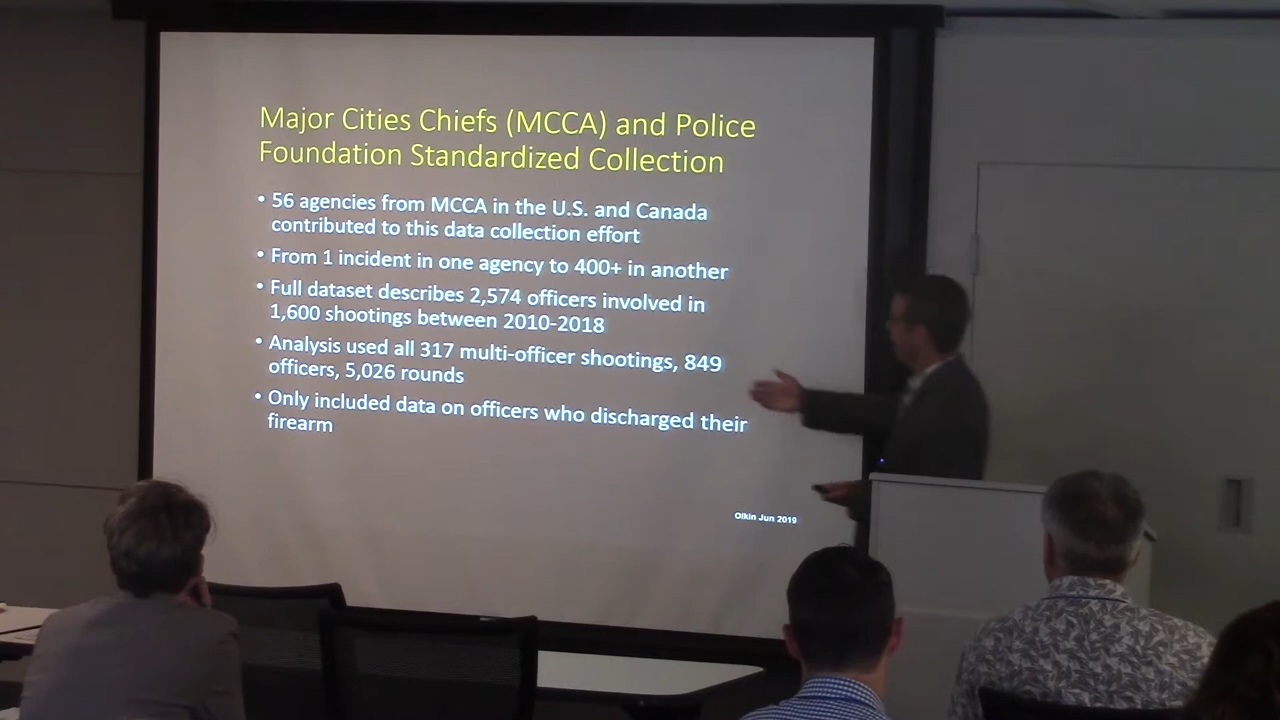 Major Cities Chiefs (MCCA) and Police
Foundation Standardized Collection
• 56 agencies from MCCA in the U.S. and Canada
contributed to this data collection effort
• From 1 incident in one agency to 400+ in another
• Full dataset describes 2,574 officers involved in
1,600 shootings between 2010-2018
• Analysis used all 317 multi-officer shootings, 849
officers, 5,026 rounds
• Only included data on officers who discharged their
firearm
Olkin Jun 2019